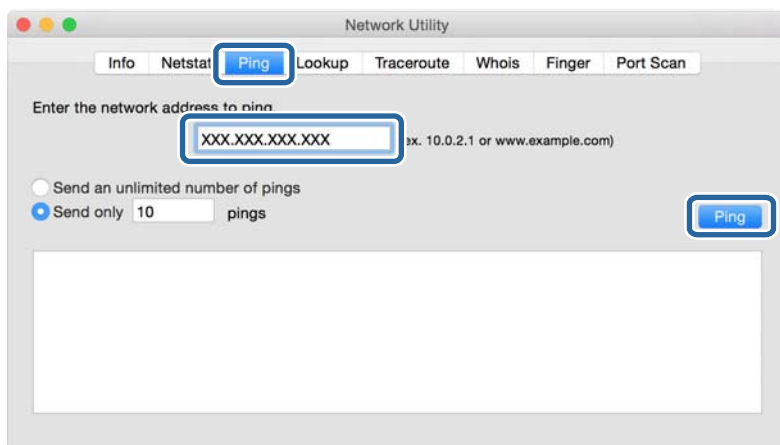 Network Utility
Info Netstat Ping Lookup Traceroute Whois Finger Port Scan
Enter the network address to ping.
XXX.XXX.XXX.XXX ex. 10.0.2.1 or www.example.com)
Send an unlimited number of pings
Send only 10 pings
Ping